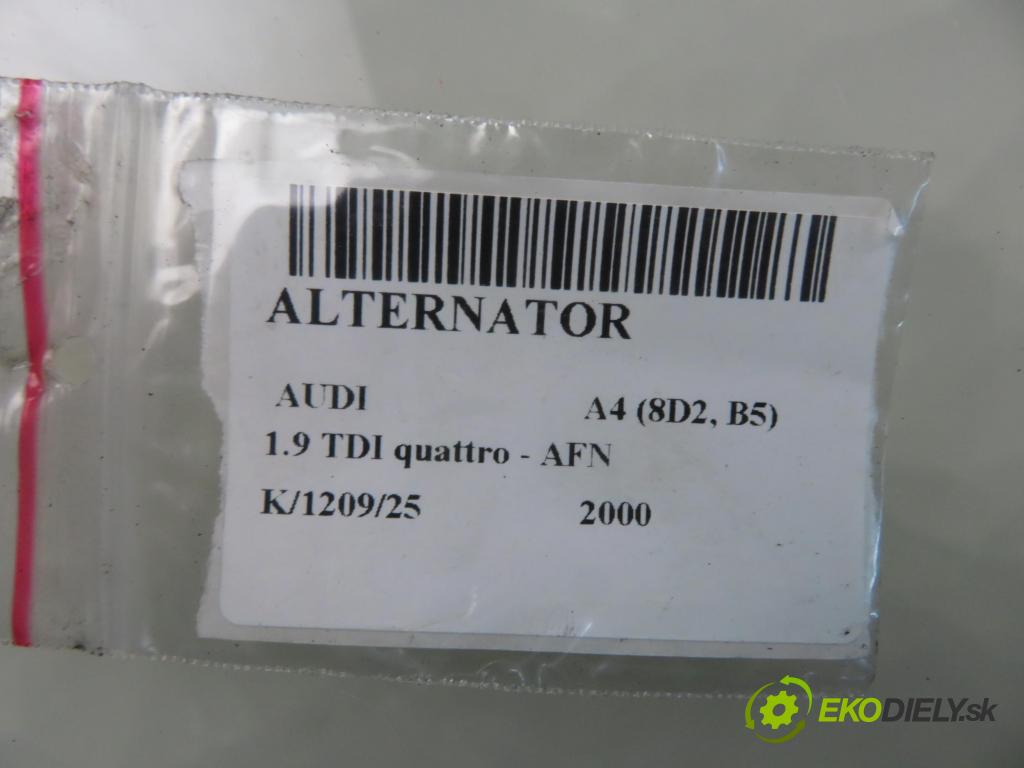 ALTERNATOR
AUDI A4 (8D2, B5)
1.9 TDI quattro - AFN
K/1209/25 2000
EKODIELY.sk